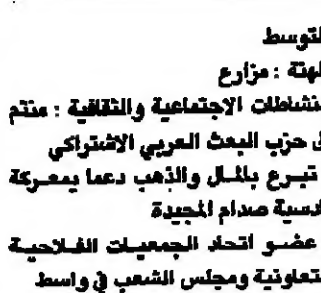 لتوسط
لهنة : مزارع
نشاطات الاجتماعية والثقافية : منتم
ى حزب البعث العربي الاشتراكي
تبرع بالمال والذهب دعما بمعركة
ادسية صدام المجيدة
عضو اتحاد الجمعيات الفلاحية
تعاونية ومجلس الشعب في واسط